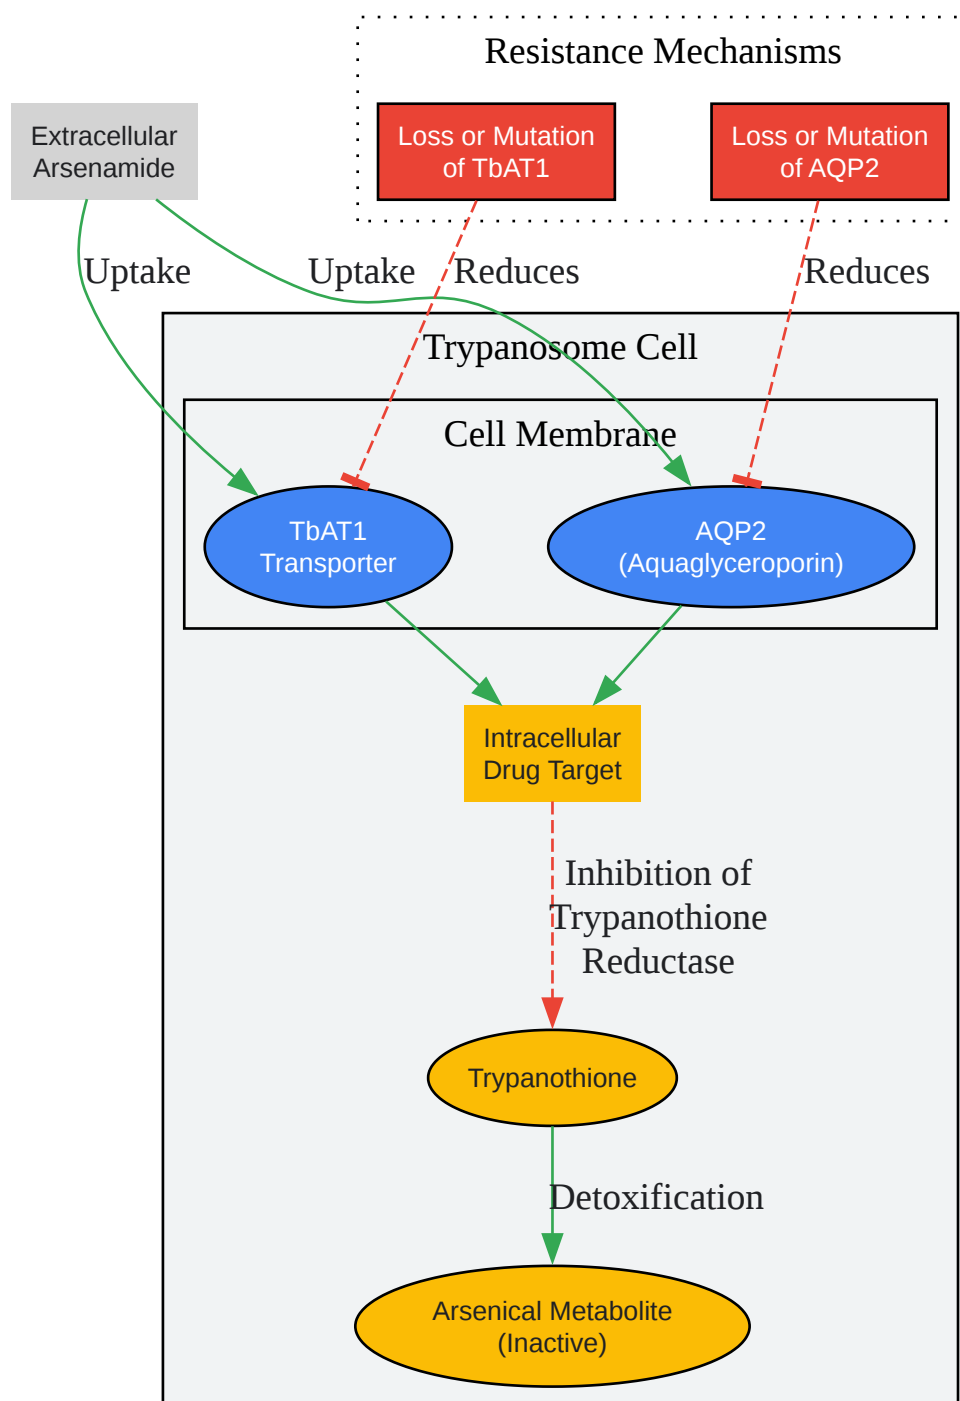 Resistance Mechanisms
Extracellular
Arsenamide
Loss or Mutation
of TbAT1
Loss or Mutation
of AQP2
Uptake
Uptake
Reduces
Reduces
Trypanosome Cell
Cell Membrane
TbAT1
Transporter
AQP2
(Aquaglyceroporin)
Intracellular
Drug Target
Inhibition of
Trypanothione
Reductase
Trypanothione
Detoxification
Arsenical Metabolite
(Inactive)